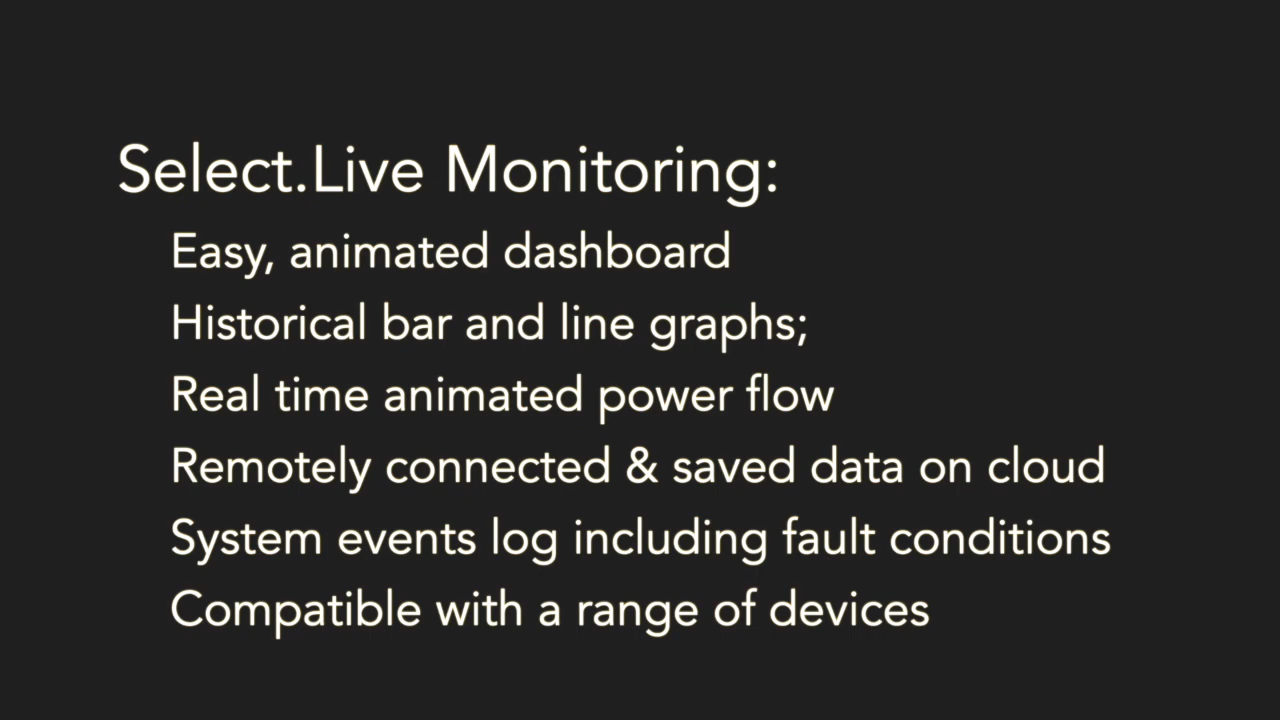 Select.Live Monitoring:
Easy, animated dashboard
Historical bar and line graphs;
Real time animated power flow
Remotely connected & saved data on cloud
System events log including fault conditions
Compatible with a range of devices